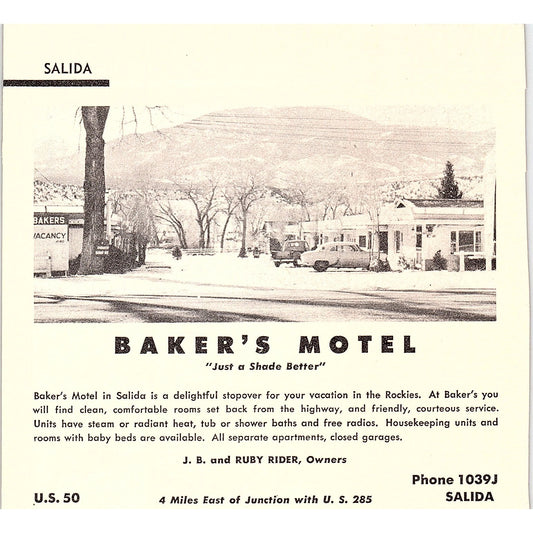 SALIDA
BAKERS
VACANCY
BAKER'S MOTEL
"Just a Shade Better"
Baker's Motel in Salida is a delightful stopover for your vacation in the Rockies. At Baker's you
will find clean, comfortable rooms set back from the highway, and friendly, courteous service.
Units have steam or radiant heat, tub or shower baths and free radios. Housekeeping units and
rooms with baby beds are available. All separate apartments, closed garages.
J. B. and RUBY RIDER, Owners
Phone 1039J
U.S. 50 4 Miles East of Junction with U. S. 285 SALIDA